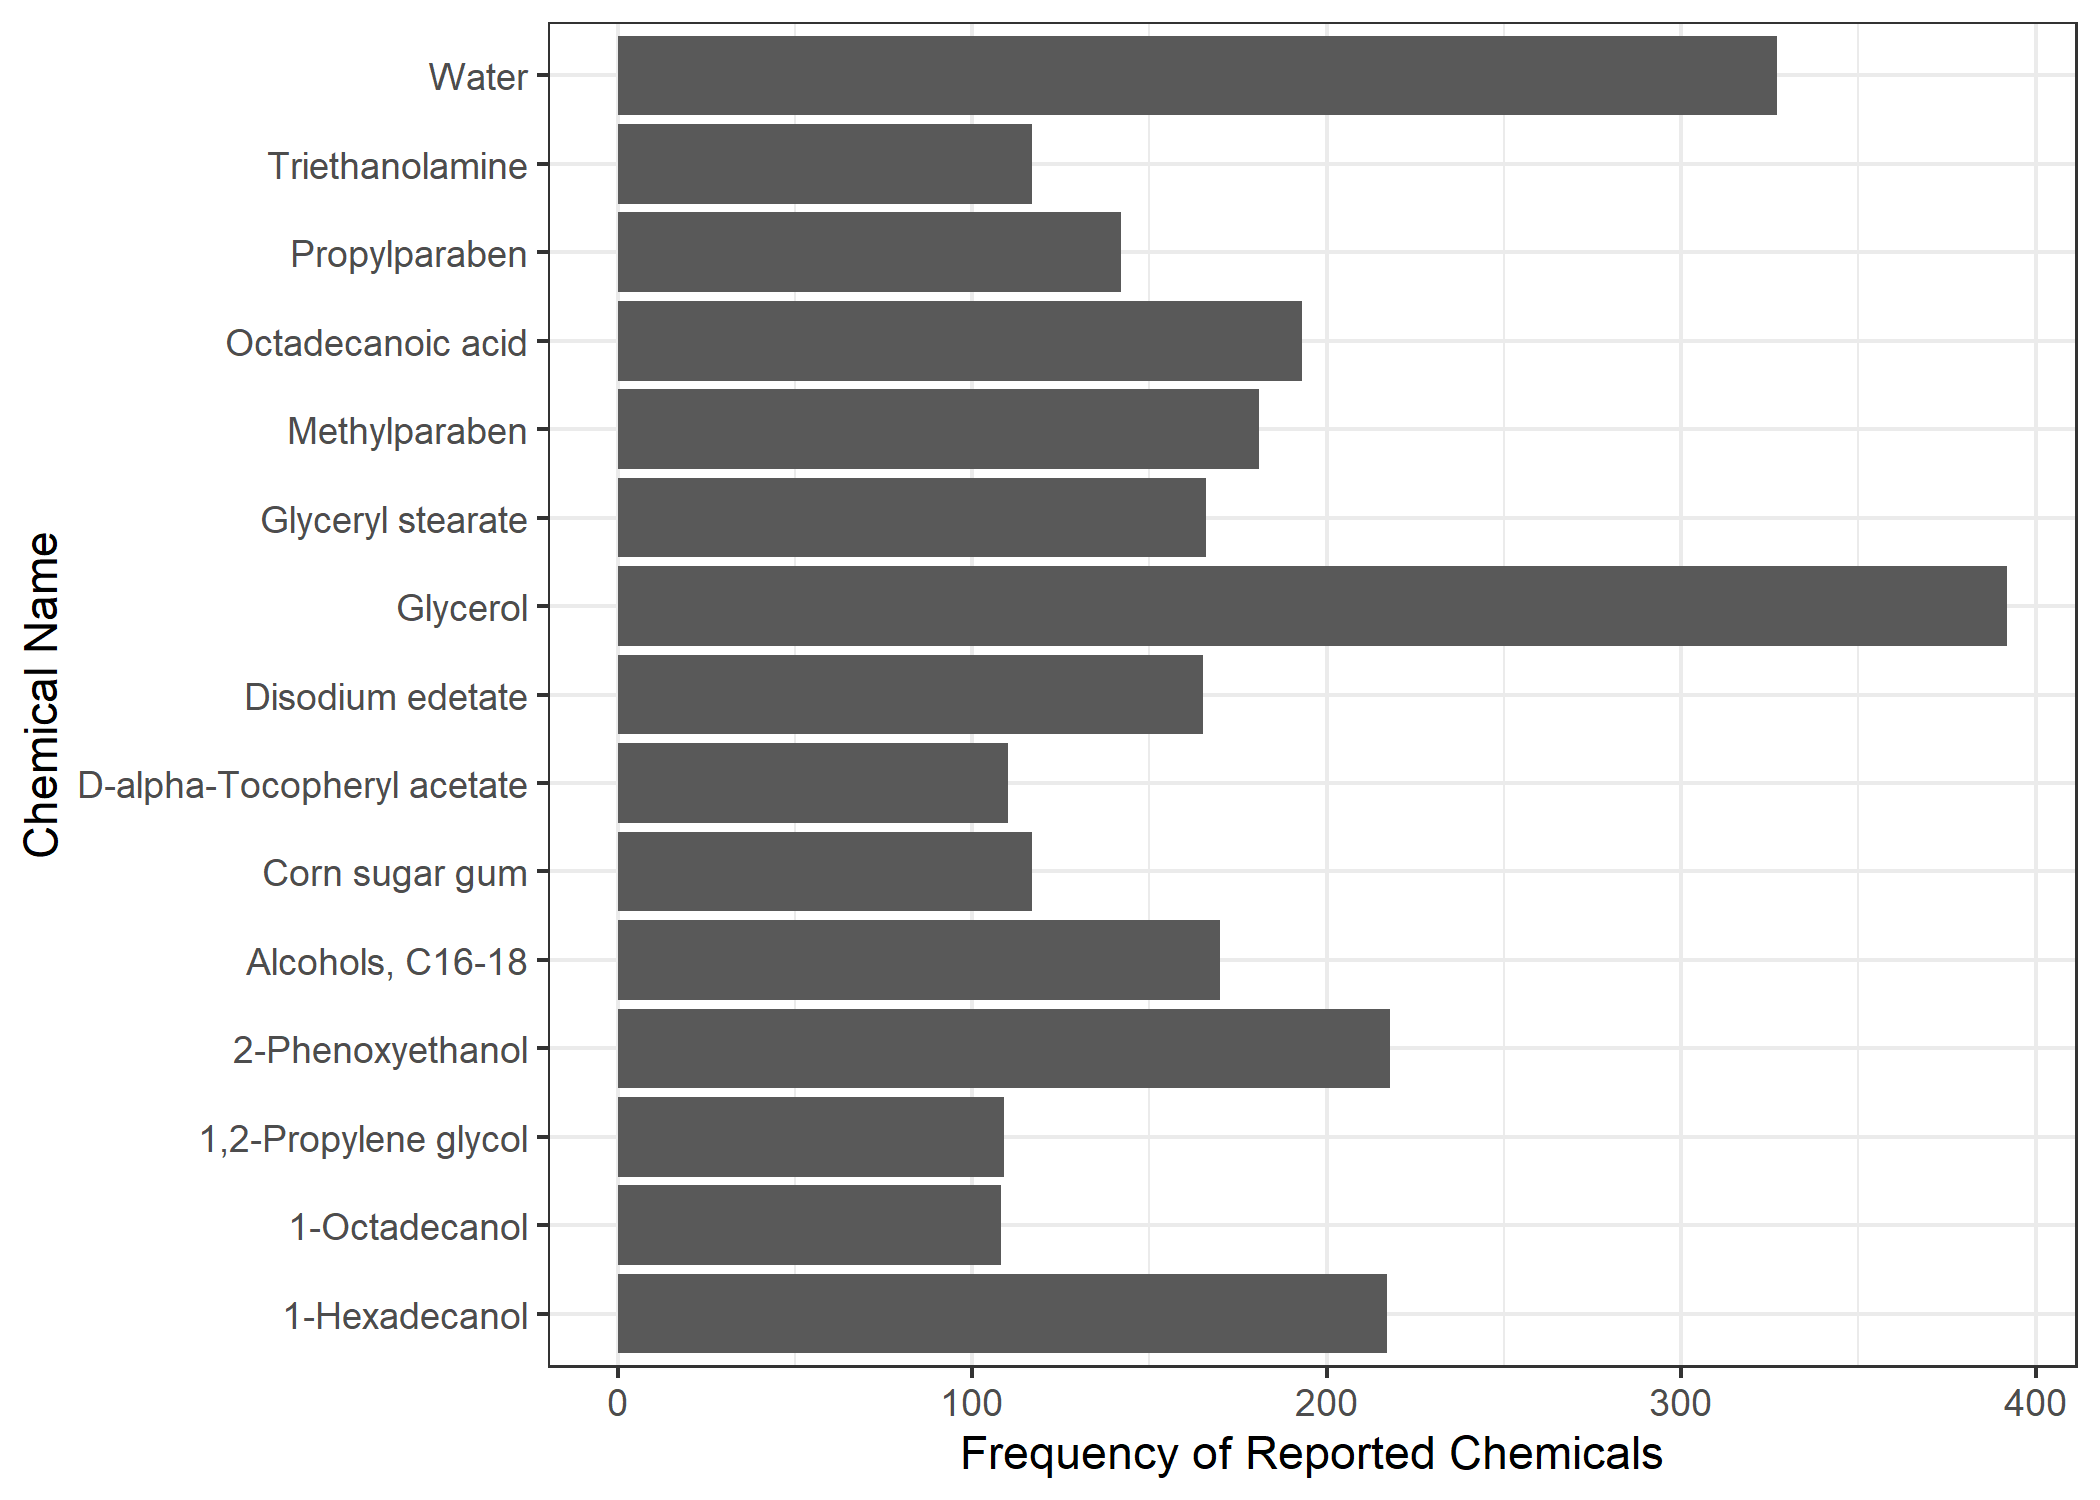 Water
Triethanolamine
Propylparaben
Octadecanoic acid
Methylparaben
Glyceryl stearate
Glycerol
Disodium edetate
D-alpha-Tocopheryl acetate
Corn sugar gum
Alcohols, C16-18
2-Phenoxyethanol
1,2-Propylene glycol
1-Octadecanol
1-Hexadecanol
Chemical Name
0 100 200 300 400
Frequency of Reported Chemicals